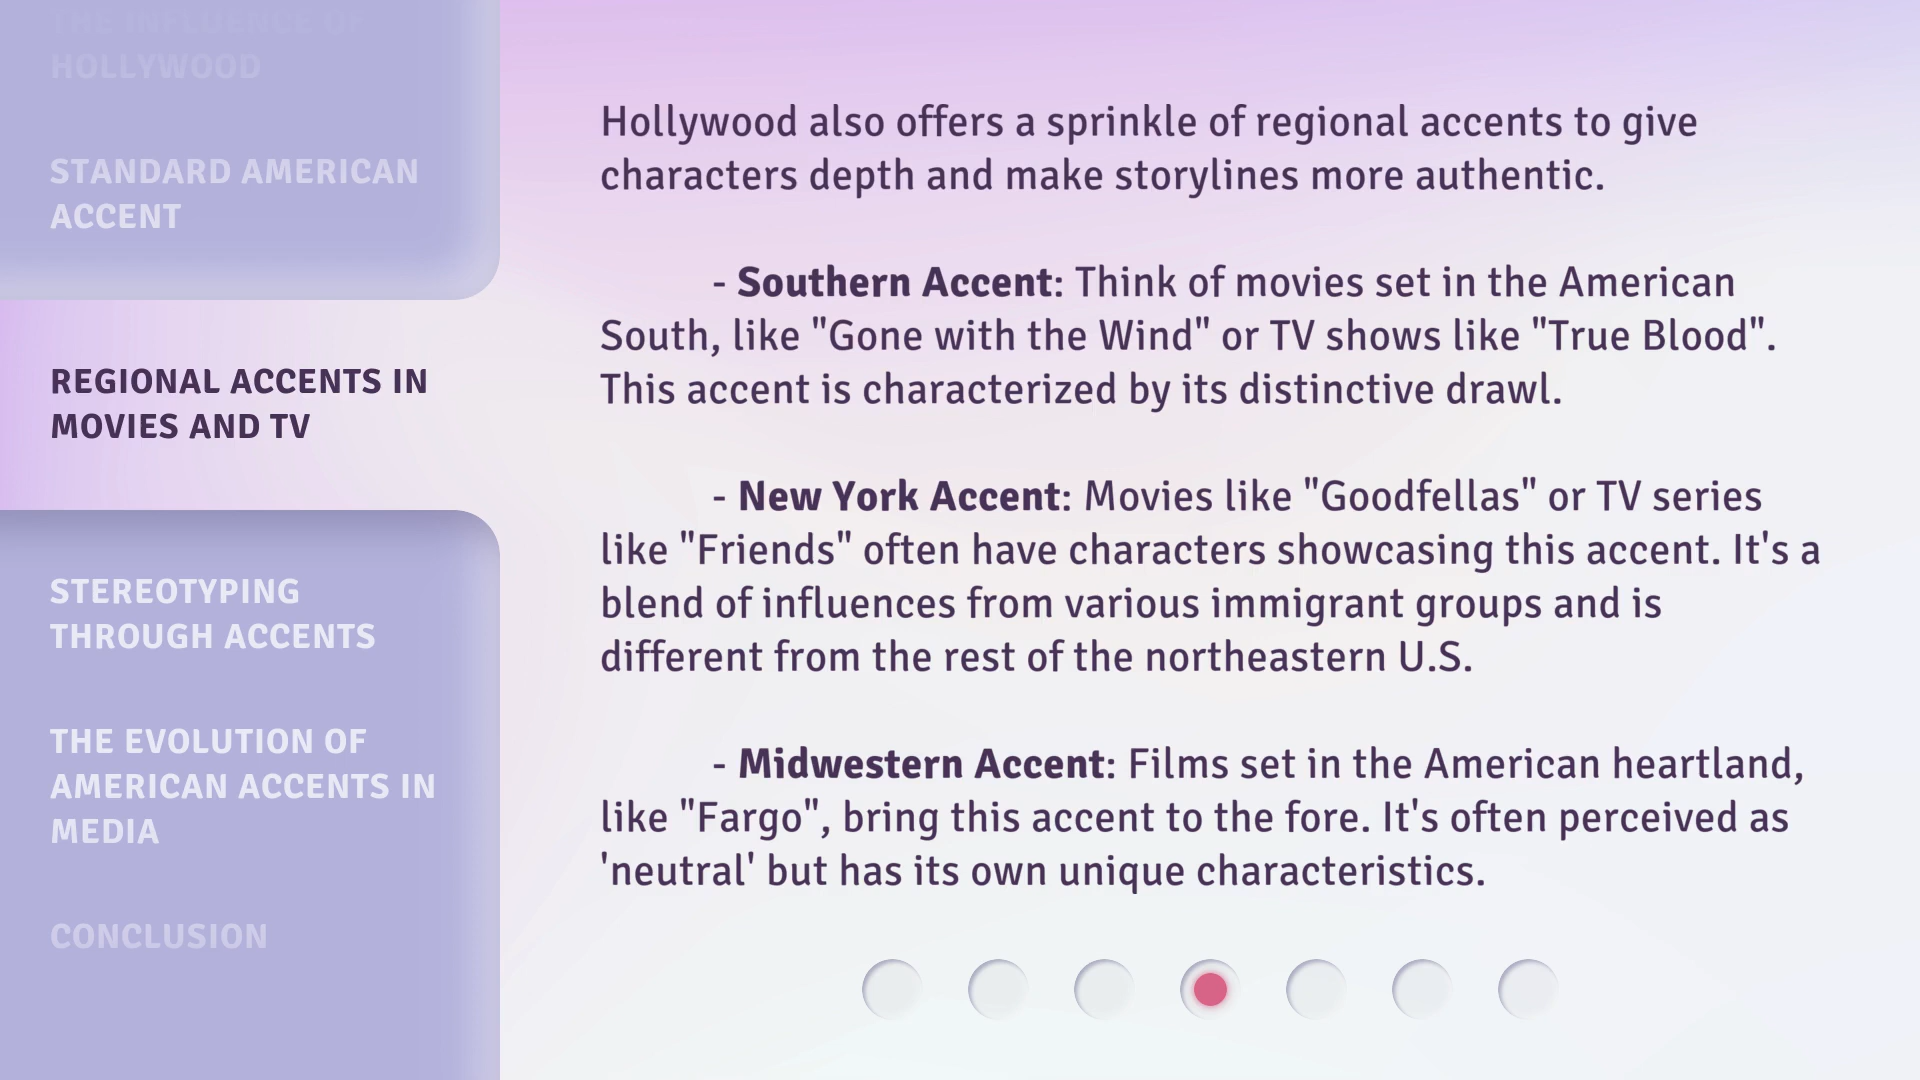 THE INFLUENCE OF
HOLLYWOOD
STANDARD AMERICAN
ACCENT
REGIONAL ACCENTS IN
MOVIES AND TV
STEREOTYPING
THROUGH ACCENTS
THE EVOLUTION OF
AMERICAN ACCENTS IN
MEDIA
CONCLUSION
Hollywood also offers a sprinkle of regional accents to give
characters depth and make storylines more authentic.
- Southern Accent: Think of movies set in the American
South, like "Gone with the Wind" or TV shows like "True Blood".
This accent is characterized by its distinctive drawl.
- New York Accent: Movies like "Goodfellas" or TV series
like "Friends" often have characters showcasing this accent. It's a
blend of influences from various immigrant groups and is
different from the rest of the northeastern U.S.
- Midwestern Accent: Films set in the American heartland,
like "Fargo", bring this accent to the fore. It's often perceived as
'neutral' but has its own unique characteristics.